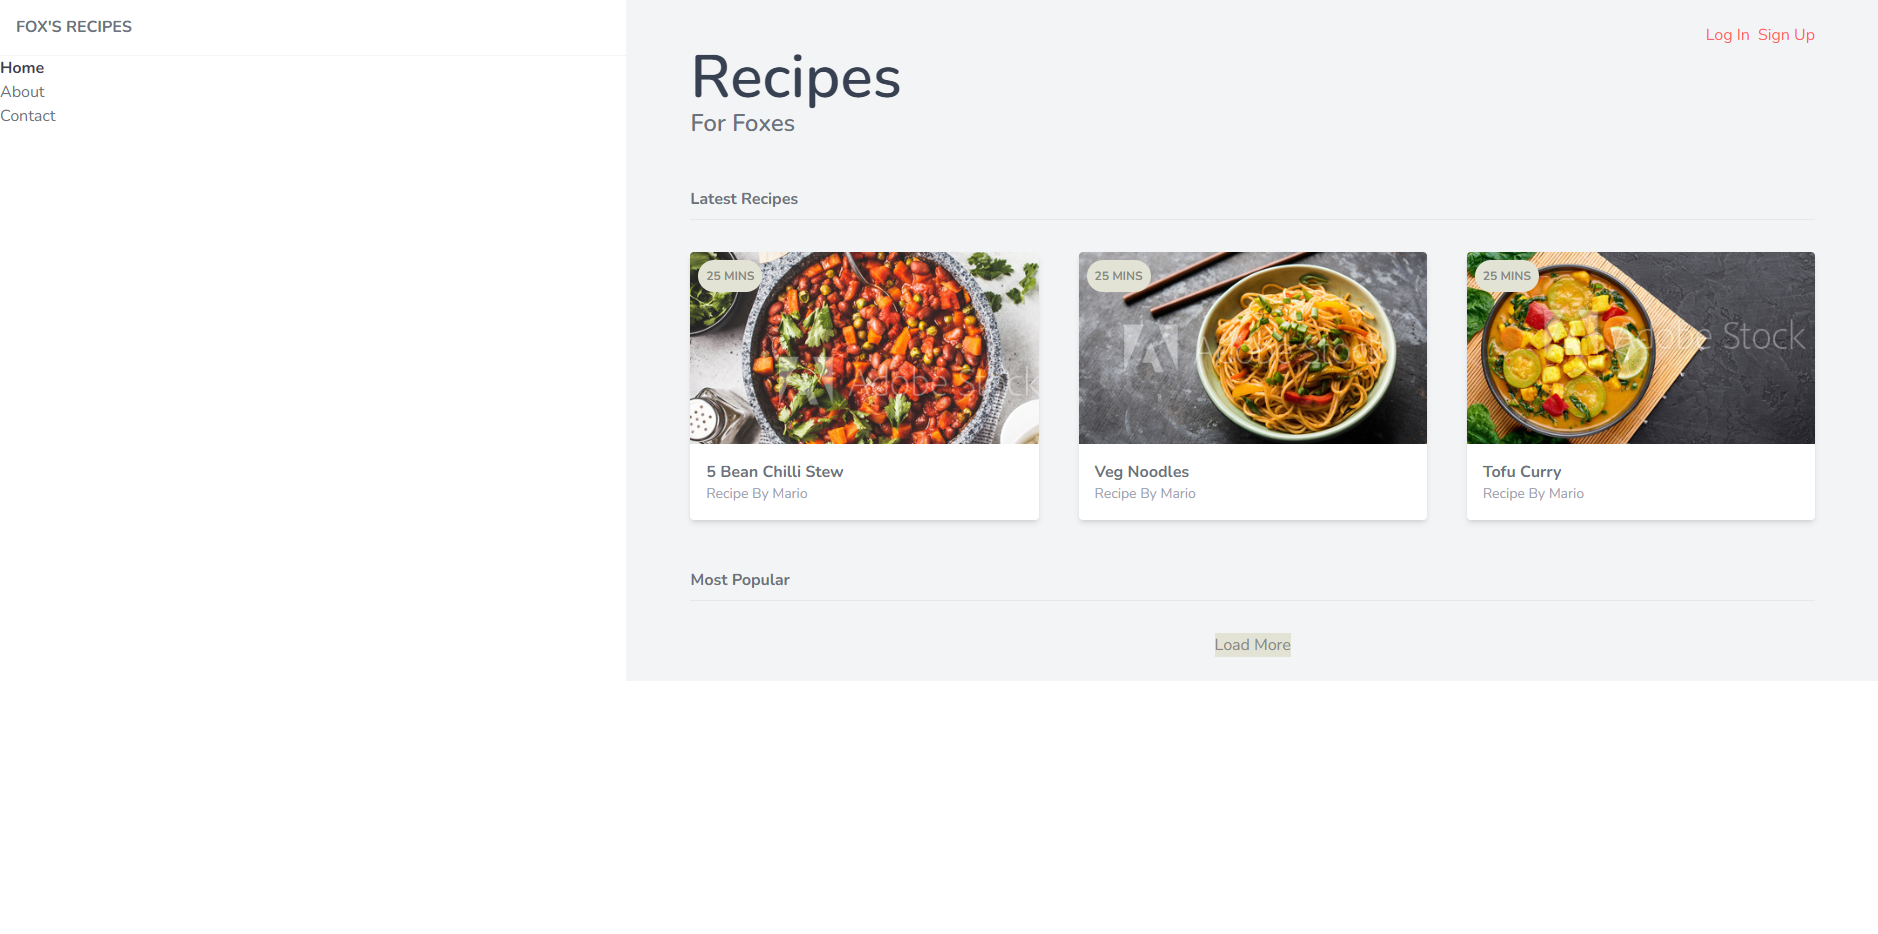 FOX'S RECIPES
Home
About
Contact
Log In Sign Up
Recipes
For Foxes
Latest Recipes
25 MINS
Adobe Stock
5 Bean Chilli Stew
Recipe By Mario
25 MINS
Adobe Stock
Veg Noodles
Recipe By Mario
25 MINS
Adobe Stock
Tofu Curry
Recipe By Mario
Most Popular
Load More